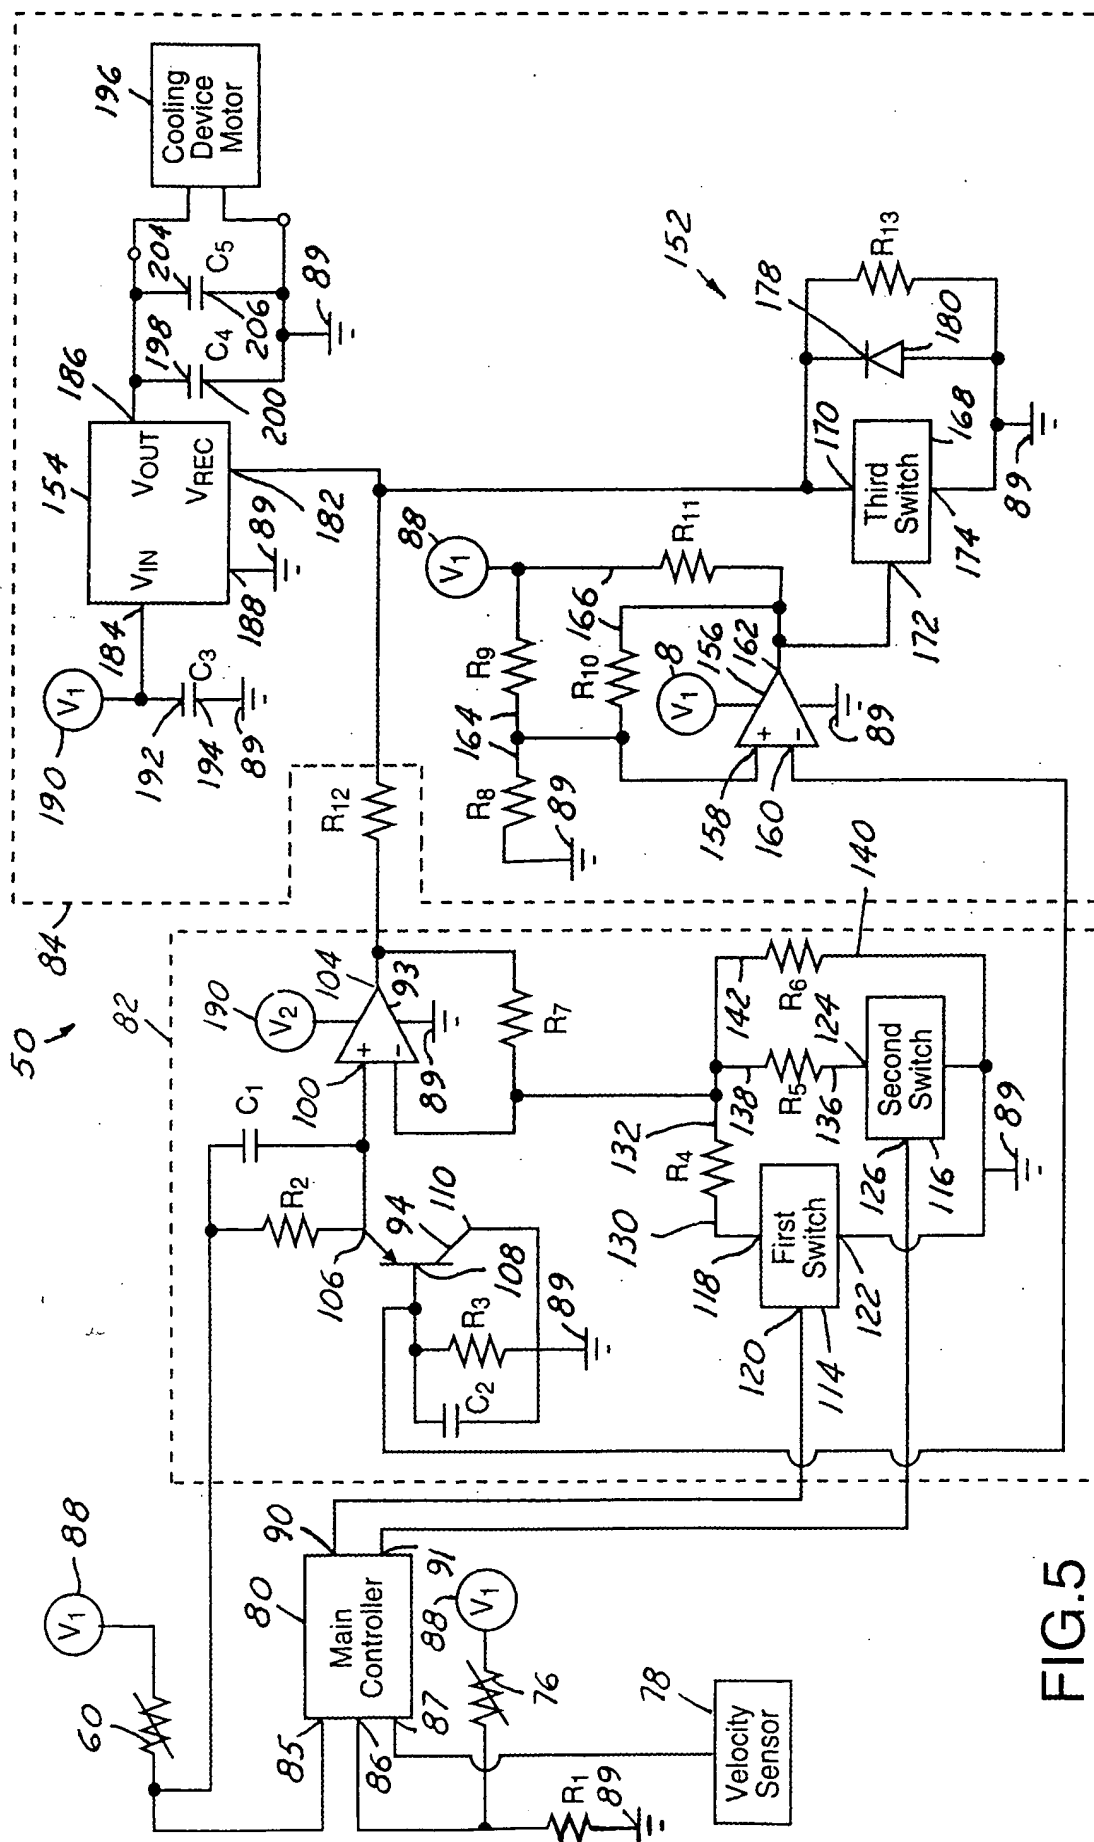 FIG.5
50
84
82
190
V1
184
192
C3
194
89
154
VIN
VOUT
VREC
188
89
182
186
198
C4
200
204
C5
206
89
196
Cooling
Device
Motor
R12
88
V1
R9
164
R8
89
R10
166
R11
8
V1
156
162
158
+
160
-
89
152
178
R13
180
170
168
Third
Switch
172
174
89
190
V2
104
93
100
+
-
89
R7
C1
R2
106
94
110
108
R3
C2
89
132
R4
130
142
R6
140
138
R5
136
124
Second
Switch
126
116
89
118
First
Switch
120
114
122
88
V1
60
80
90
Main
Controller
91
85
86
87
88
V1
76
R1
89
78
Velocity
Sensor